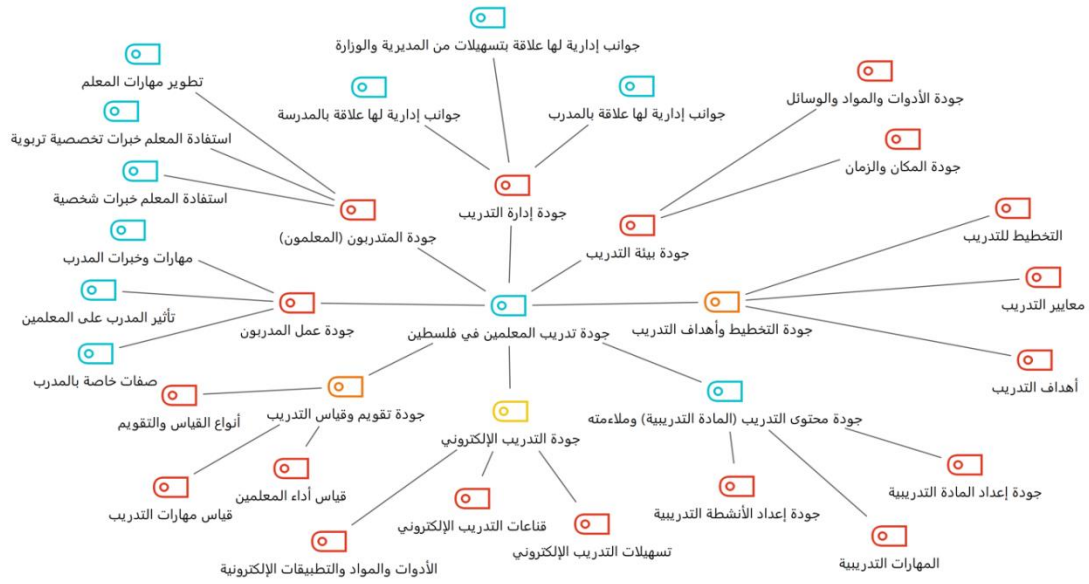 جوانب إدارية لها علاقة بتسهيلات من المديرية والوزارة
تطوير مهارات المعلم
جودة الأدوات والمواد والوسائل
جوانب إدارية لها علاقة بالمدرب
جوانب إدارية لها علاقة بالمدرسة
استفادة المعلم خبرات تخصصية تربوية
جودة المكان والزمان
استفادة المعلم خبرات شخصية
جودة إدارة التدريب
التخطيط للتدريب
جودة بيئة التدريب
جودة المتدربون (المعلمون)
مهارات وخبرات المدرب
معايير التدريب
تأثير المدرب على المعلمين
جودة التخطيط وأهداف التدريب
جودة تدريب المعلمين في فلسطين
جودة عمل المدربون
صفات خاصة بالمدرب
أهداف التدريب
جودة محتوى التدريب (المادة التدريبية) وملاءمته
جودة تقويم وقياس التدريب
أنواع القياس والتقويم
جودة التدريب الإلكتروني
جودة إعداد المادة التدريبية
قياس أداء المعلمين
جودة إعداد الأنشطة التدريبية
قياس مهارات التدريب
قناعات التدريب الإلكتروني
تسهيلات التدريب الإلكتروني
المهارات التدريبية
الأدوات والمواد والتطبيقات الإلكترونية